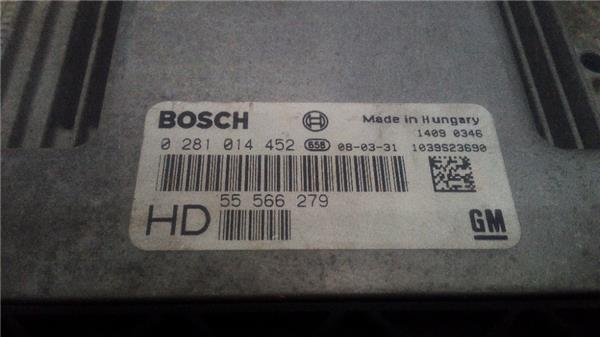 BOSCH Made in Hungary
1409 0346
0 281 014 452 658 08-03-31 1039S23690
55 566 279
HD GM